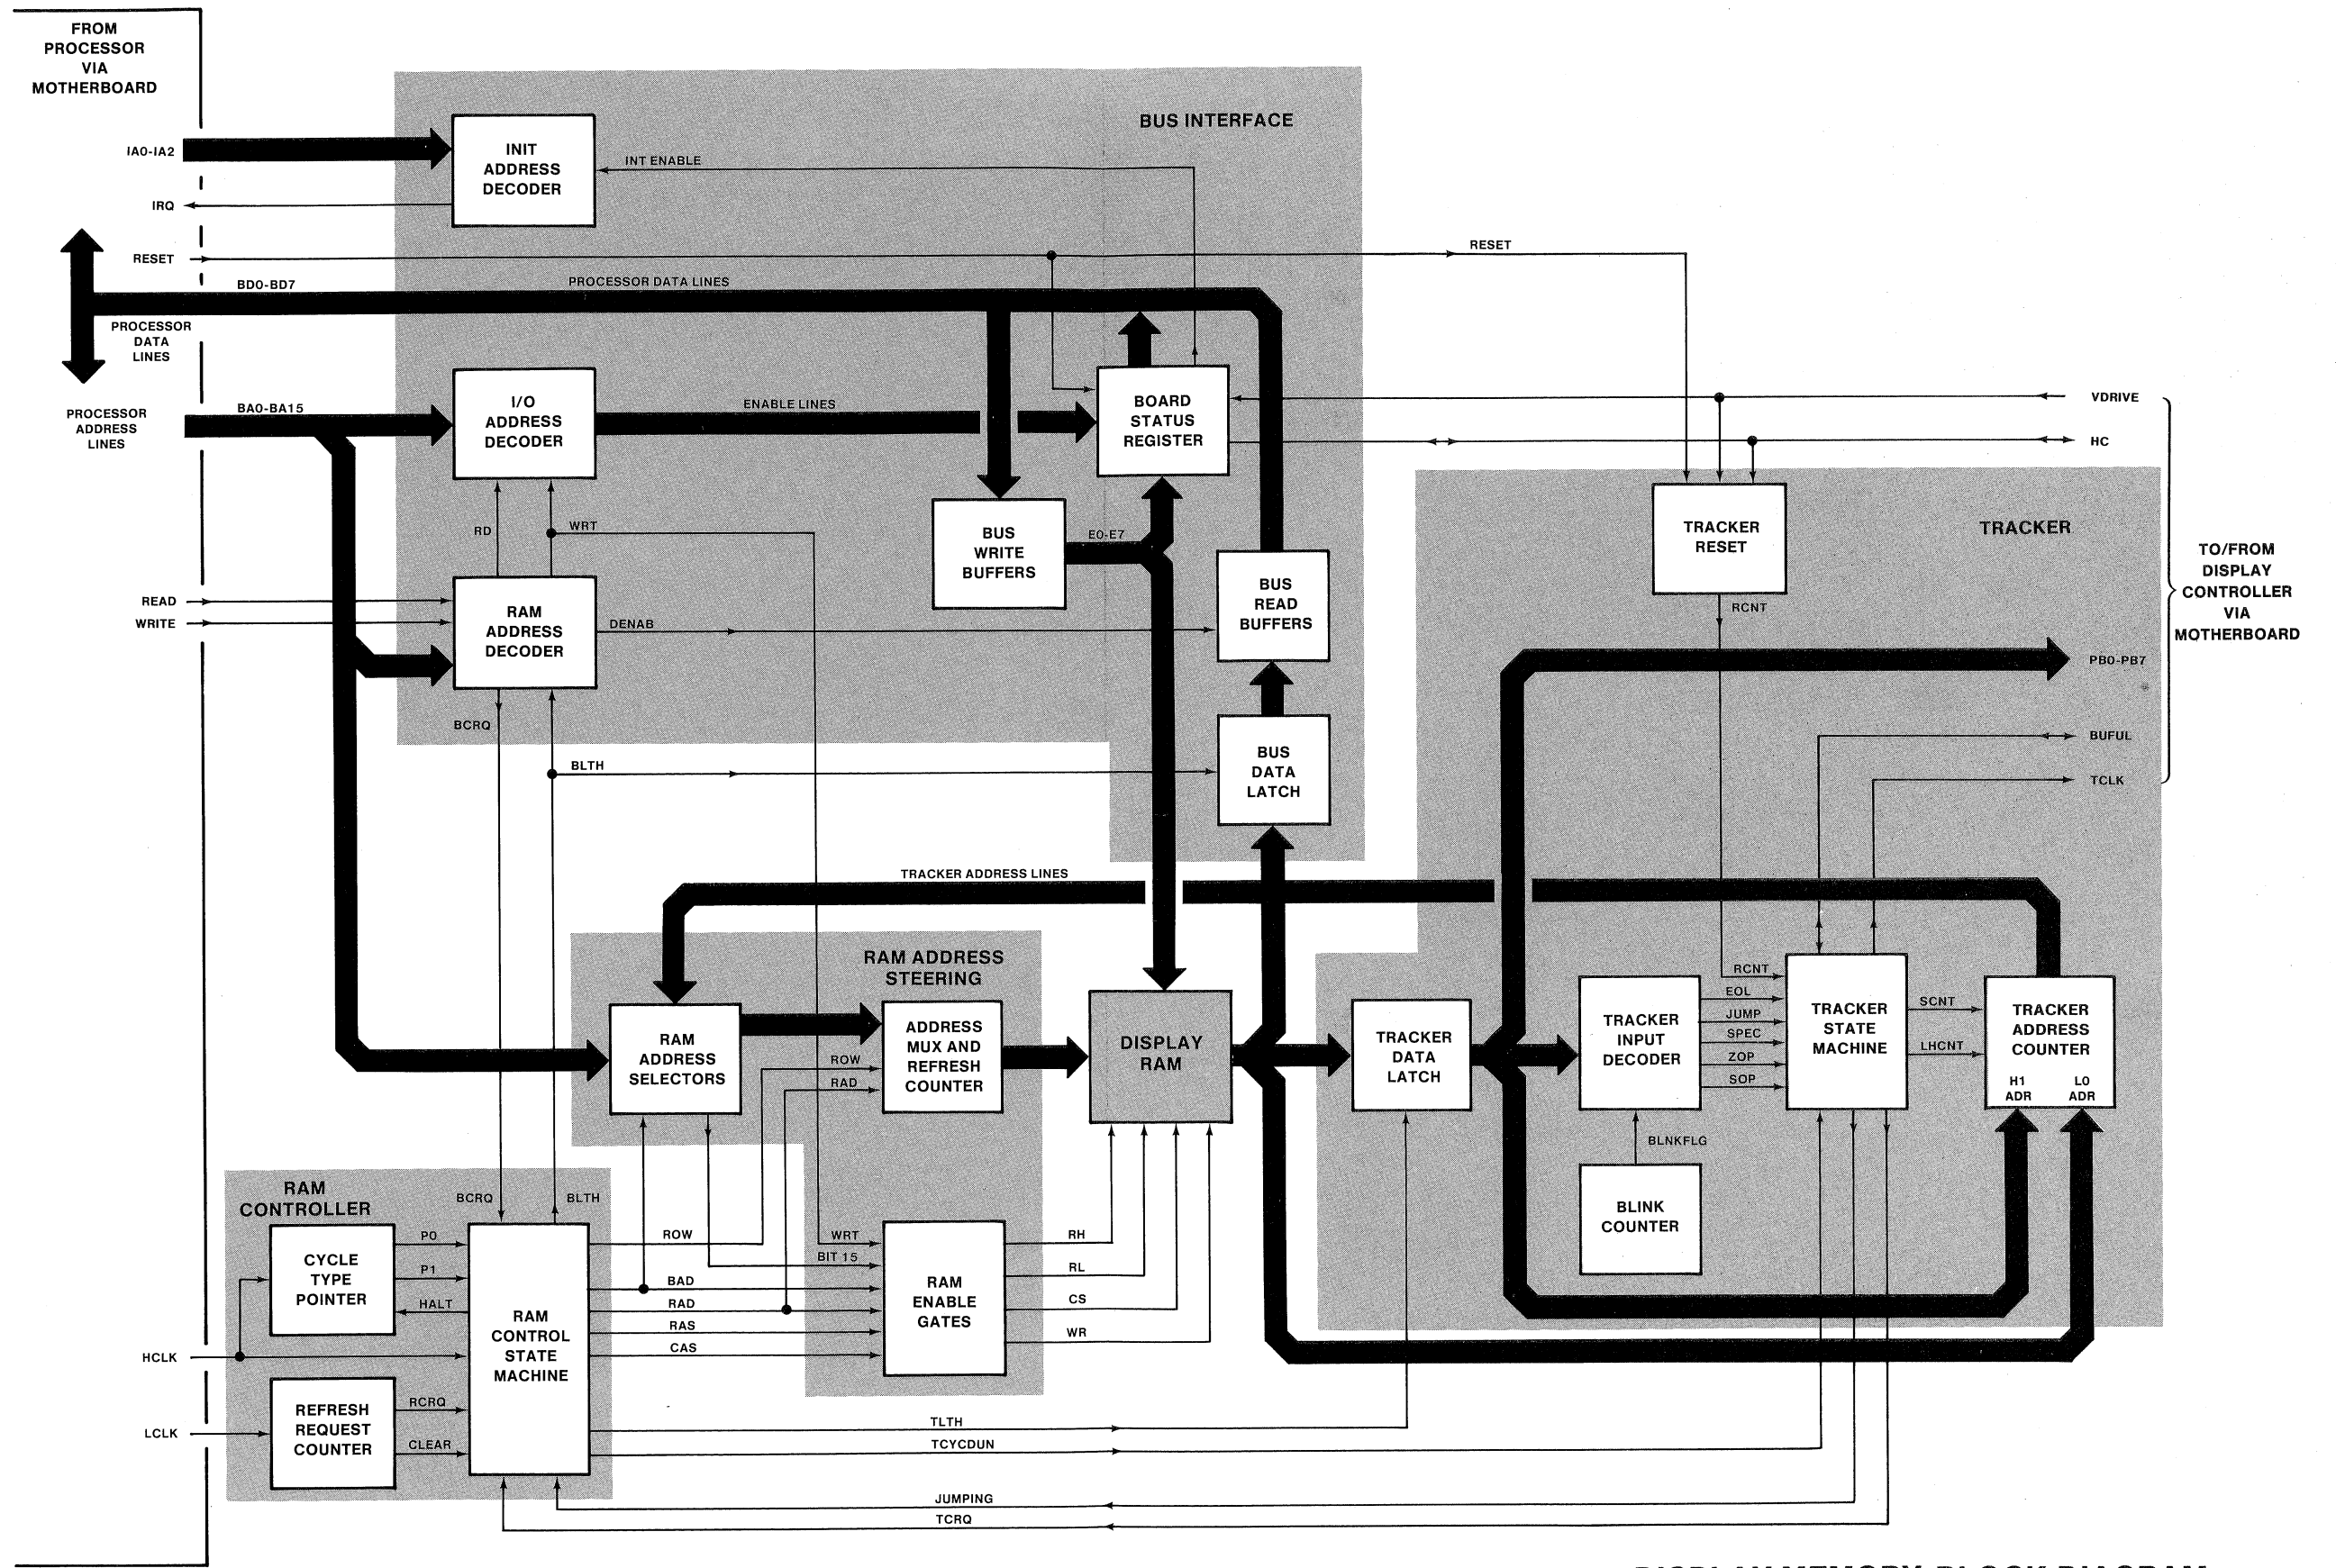 FROM
PROCESSOR
VIA
MOTHERBOARD
BUS INTERFACE
IA0-IA2
INIT
ADDRESS
DECODER
INT ENABLE
IRQ
RESET
RESET
BD0-BD7
PROCESSOR DATA LINES
PROCESSOR
DATA
LINES
PROCESSOR
ADDRESS
LINES
BA0-BA15
I/O
ADDRESS
DECODER
ENABLE LINES
BOARD
STATUS
REGISTER
VDRIVE
HC
RD
WRT
BUS
WRITE
BUFFERS
E0-E7
TRACKER
RESET
TRACKER
TO/FROM
DISPLAY
CONTROLLER
VIA
MOTHERBOARD
READ
WRITE
RAM
ADDRESS
DECODER
DENAB
BUS
READ
BUFFERS
RCNT
PB0-PB7
BCRQ
BUFUL
BLTH
BUS
DATA
LATCH
TCLK
TRACKER ADDRESS LINES
RAM ADDRESS
STEERING
RAM
ADDRESS
SELECTORS
ADDRESS
MUX AND
REFRESH
COUNTER
ROW
RAD
DISPLAY
RAM
TRACKER
DATA
LATCH
TRACKER
INPUT
DECODER
RCNT
EOL
JUMP
SPEC
ZOP
SOP
TRACKER
STATE
MACHINE
SCNT
LHCNT
TRACKER
ADDRESS
COUNTER
H1
ADR
LO
ADR
BLNKFLG
BLINK
COUNTER
RAM
CONTROLLER
BCRQ
BLTH
CYCLE
TYPE
POINTER
P0
P1
HALT
RAM
CONTROL
STATE
MACHINE
ROW
BAD
RAD
RAS
CAS
WRT
BIT 15
RAM
ENABLE
GATES
RH
RL
CS
WR
HCLK
LCLK
REFRESH
REQUEST
COUNTER
RCRQ
CLEAR
TLTH
TCYCDUN
JUMPING
TCRQ
DISPLAY MEMORY BLOCK DIAGRAM